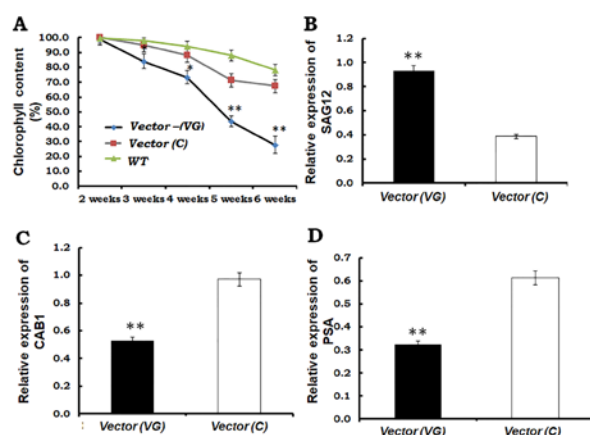 A
Chlorophyll content
(%)
100.0
90.0
80.0
70.0
60.0
50.0
40.0
30.0
20.0
10.0
0.0
*
*
**
**
Vector –(VG)
Vector (C)
WT
2 weeks 3 weeks 4 weeks 5 weeks 6 weeks
B
Relative expression of
SAG12
1.2
1.0
0.8
0.6
0.4
0.2
0.0
**
Vector (VG) Vector (C)
C
Relative expression of
CAB1
1.2
1.0
0.8
0.6
0.4
0.2
0.0
**
Vector (VG) Vector (C)
D
Relative expression of
PSA
0.7
0.6
0.5
0.4
0.3
0.2
0.1
0.0
**
Vector (VG) Vector (C)